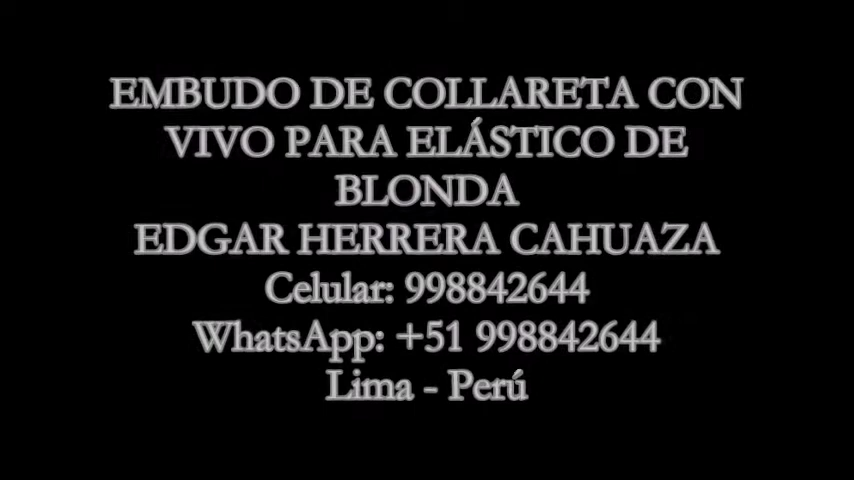 EMBUDO DE COLLARETA CON
VIVO PARA ELÁSTICO DE
BLONDA
EDGAR HERRERA CAHUAZA
Celular: 998842644
WhatsApp: +51 998842644
Lima - Perú